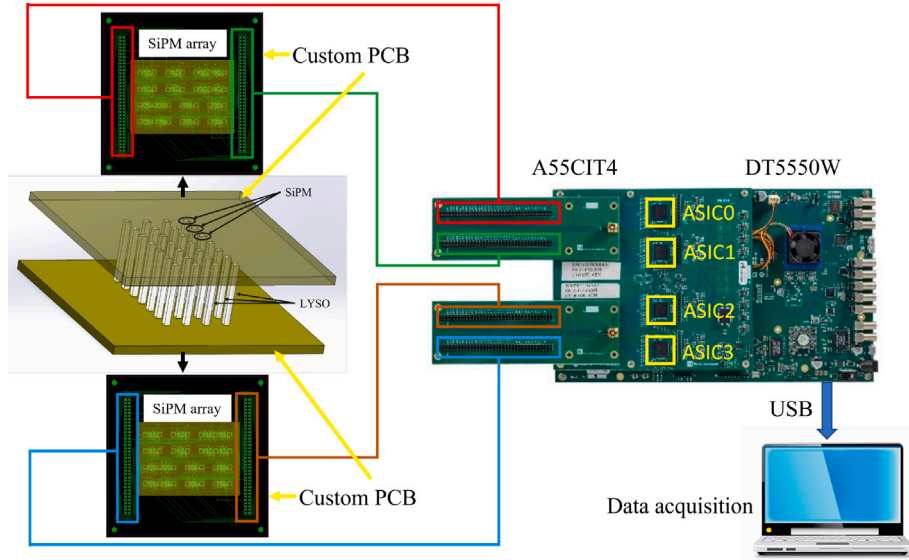 SiPM array
Custom PCB
SiPM
LYSO
SiPM array
Custom PCB
A55CIT4
DT5550W
ASIC0
ASIC1
ASIC2
ASIC3
USB
Data acquisition